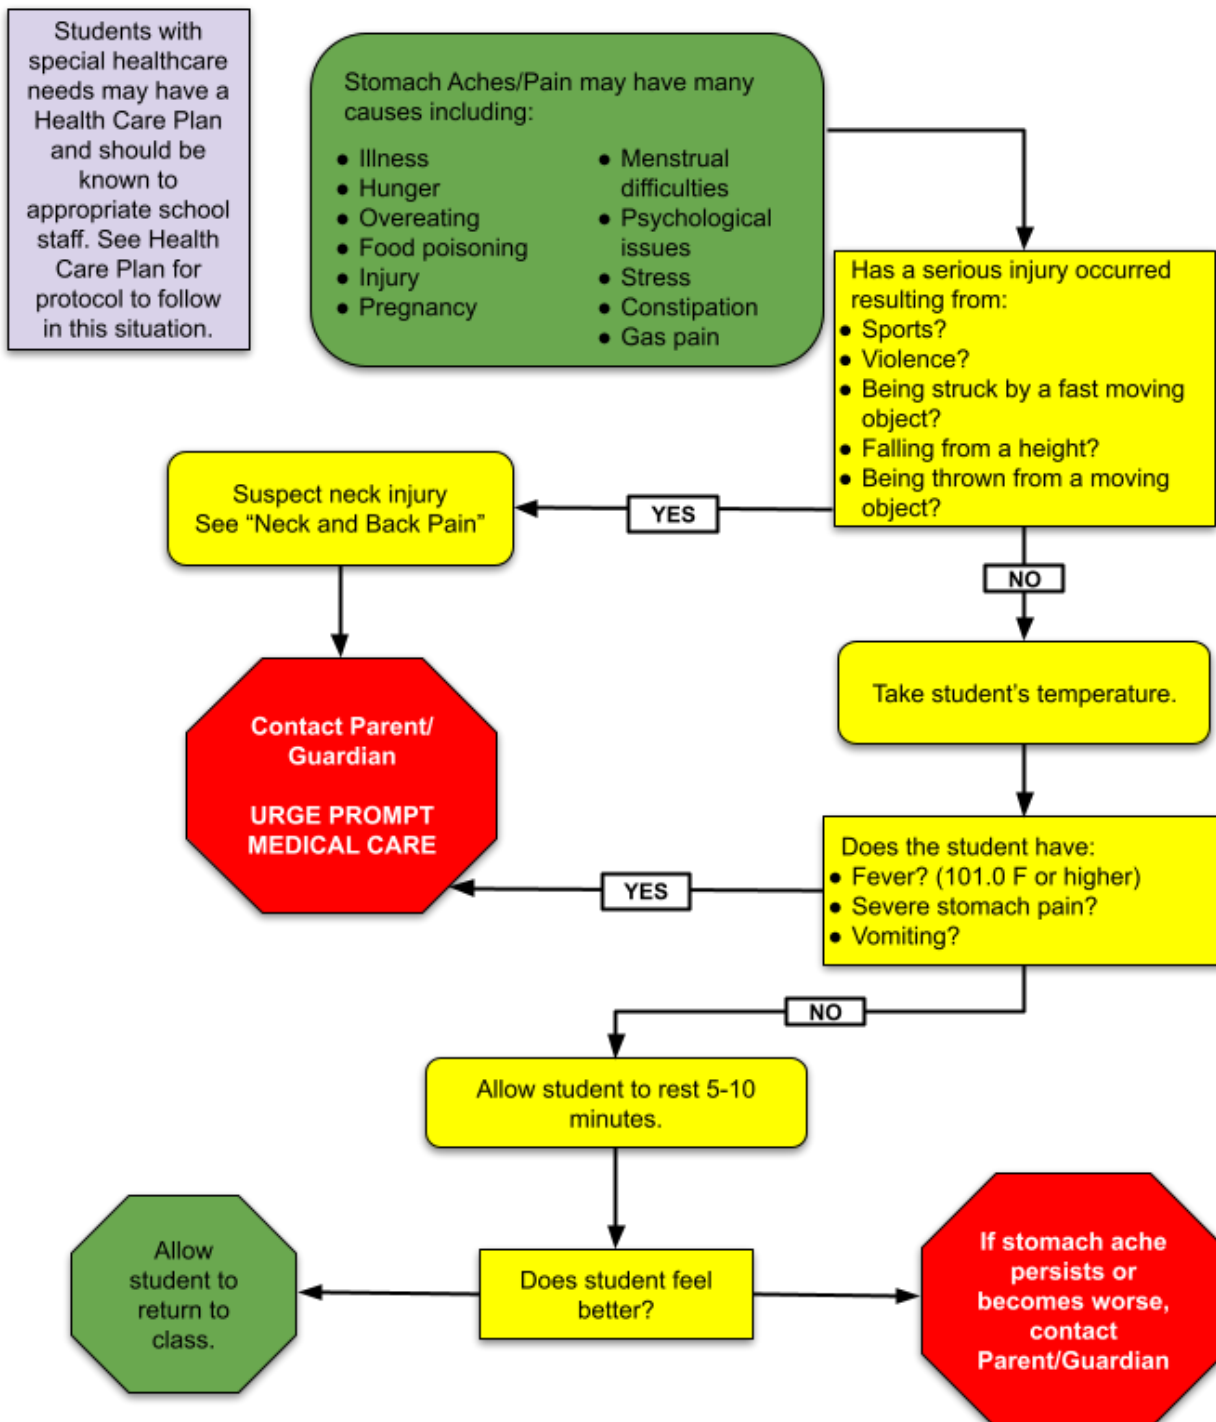 Students with
special healthcare
needs may have a
Health Care Plan
and should be
known to
appropriate school
staff. See Health
Care Plan for
protocol to follow
in this situation.
Stomach Aches/Pain may have many
causes including:
● Illness
● Hunger
● Overeating
● Food poisoning
● Injury
● Pregnancy
● Menstrual
difficulties
● Psychological
issues
● Stress
● Constipation
● Gas pain
Has a serious injury occurred
resulting from:
● Sports?
● Violence?
● Being struck by a fast moving
object?
● Falling from a height?
● Being thrown from a moving
object?
YES
Suspect neck injury
See “Neck and Back Pain”
NO
Take student’s temperature.
Contact Parent/
Guardian
URGE PROMPT
MEDICAL CARE
Does the student have:
● Fever? (101.0 F or higher)
● Severe stomach pain?
● Vomiting?
YES
NO
Allow student to rest 5-10
minutes.
Does student feel
better?
Allow
student to
return to
class.
If stomach ache
persists or
becomes worse,
contact
Parent/Guardian